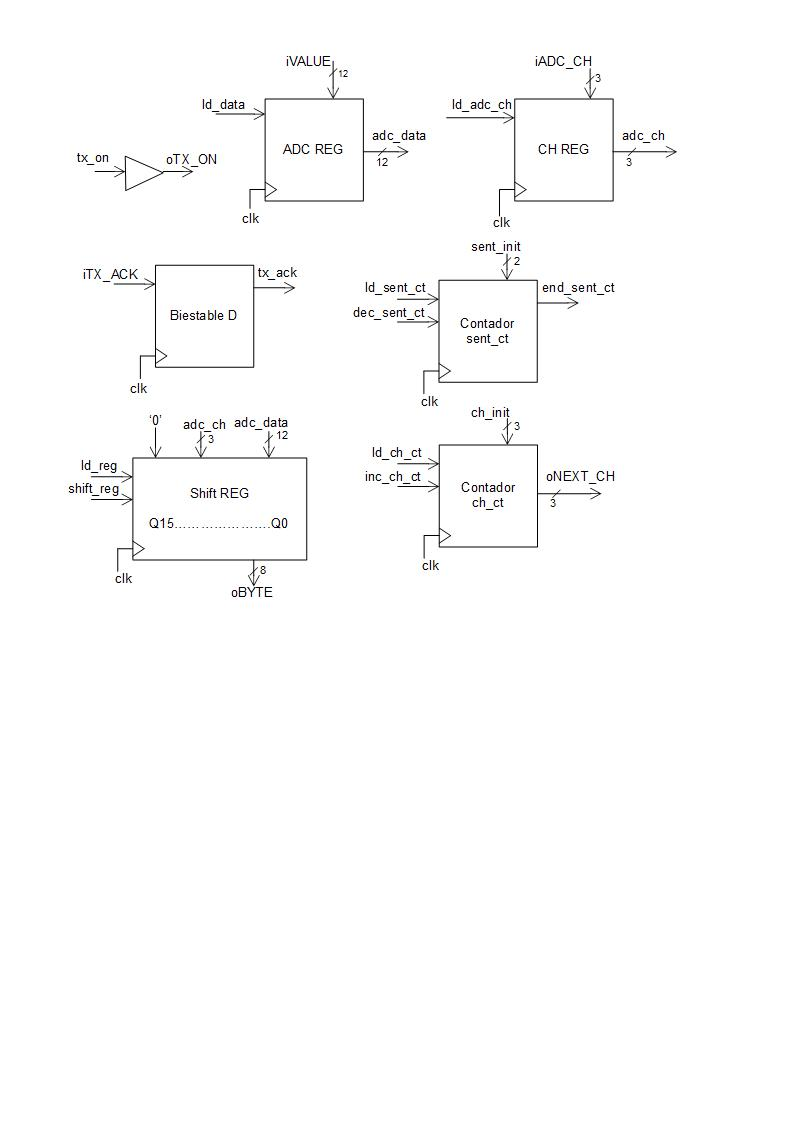 iVALUE
12
ld_data
ADC REG
adc_data
12
clk
iADC_CH
3
ld_adc_ch
CH REG
adc_ch
3
clk
tx_on
oTX_ON
iTX_ACK
tx_ack
Biestable D
clk
sent_init
2
ld_sent_ct
dec_sent_ct
end_sent_ct
Contador
sent_ct
clk
'0'
adc_ch
3
adc_data
12
ld_reg
shift_reg
Shift REG
Q15......................Q0
clk
8
oBYTE
ch_init
3
ld_ch_ct
inc_ch_ct
Contador
ch_ct
oNEXT_CH
3
clk